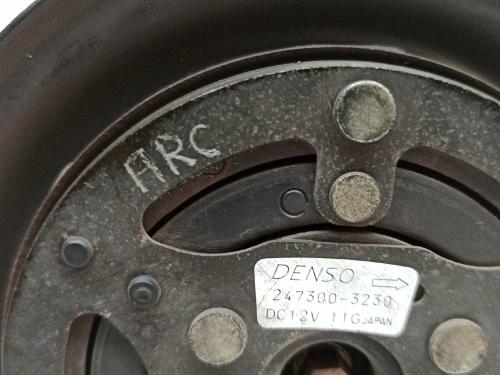 ARC
C
DENSO
247300-3230
DC12V 11G JAPAN